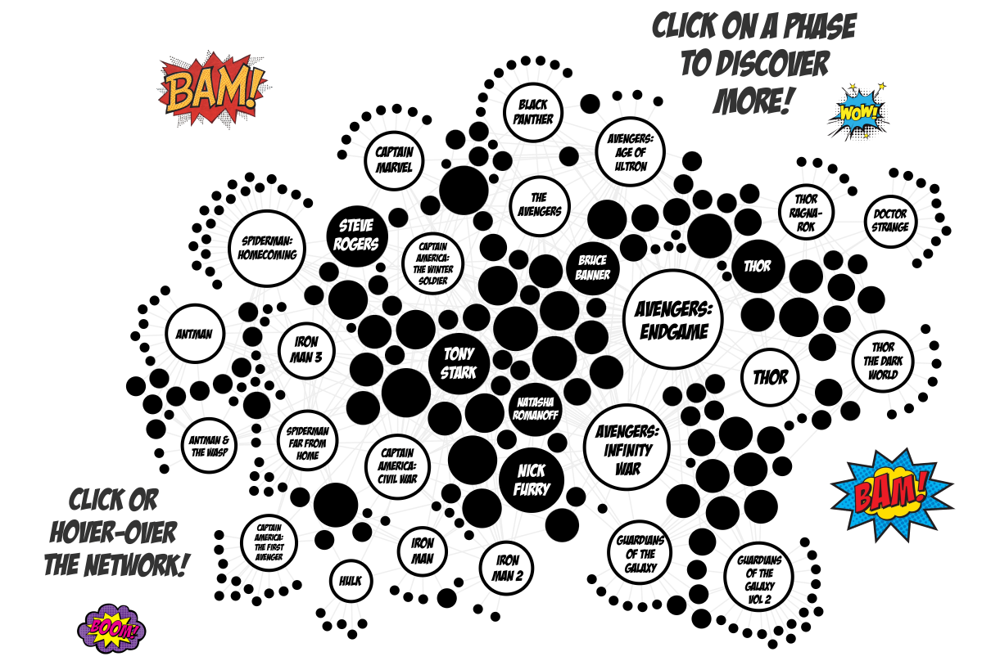 CLICK ON A PHASE
TO DISCOVER
MORE!
BAM!
WOW!
BLACK
PANTHER
AVENGERS:
AGE OF
ULTRON
CAPTAIN
MARVEL
THE
AVENGERS
THOR
RAGNA-
ROK
DOCTOR
STRANGE
STEVE
ROGERS
SPIDERMAN:
HOMECOMING
CAPTAIN
AMERICA:
THE WINTER
SOLDIER
BRUCE
BANNER
THOR
AVENGERS:
ENDGAME
ANTMAN
IRON
MAN 3
TONY
STARK
THOR
THOR
THE DARK
WORLD
NATASHA
ROMANOFF
ANTMAN &
THE WASP
SPIDERMAN
FAR FROM
HOME
CAPTAIN
AMERICA:
CIVIL WAR
AVENGERS:
INFINITY
WAR
NICK
FURRY
BAM!
CLICK OR
HOVER-OVER
THE NETWORK!
CAPTAIN
AMERICA:
THE FIRST
AVENGER
HULK
IRON
MAN
IRON
MAN 2
GUARDIANS
OF THE
GALAXY
GUARDIANS
OF THE
GALAXY
VOL 2
BOOM!